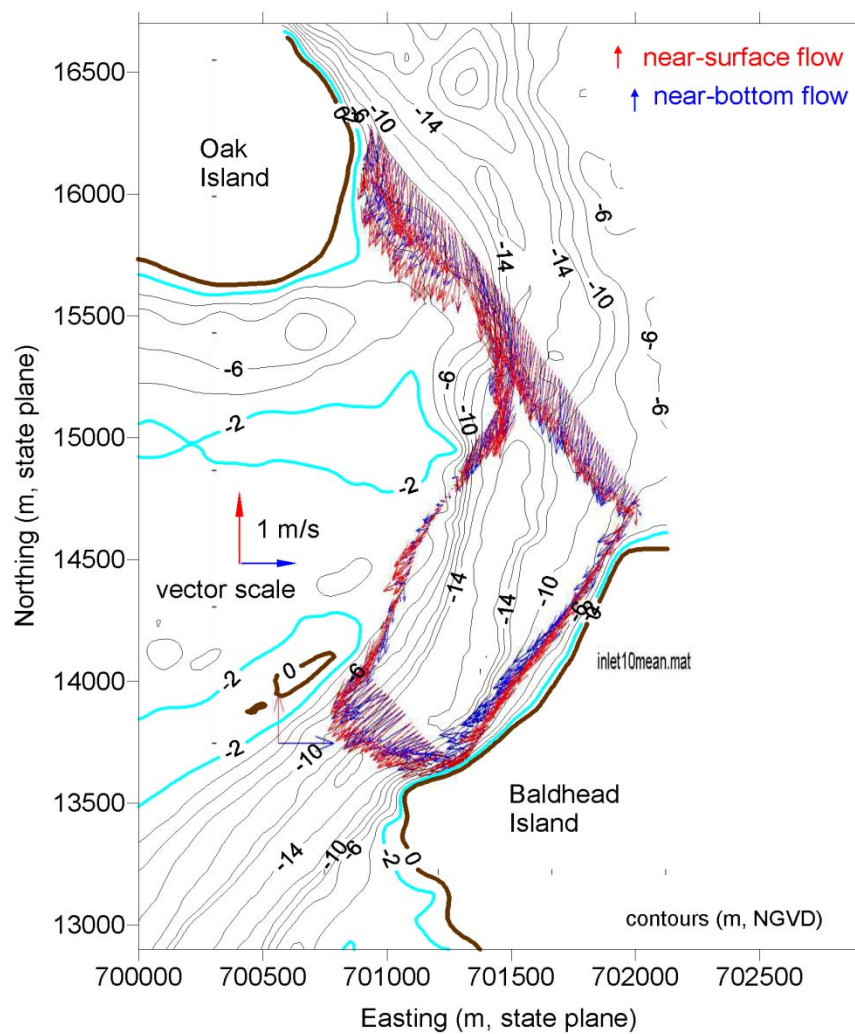 near-surface flow
near-bottom flow
16500
16000
15500
15000
14500
14000
13500
13000
Northing (m, state plane)
Oak
Island
-6
-10
-14
-6
-14
-14
-10
-6
-6
-6
-10
-2
-2
-6
1 m/s
vector scale
-14
-14
-10
inlet10mean.mat
0
-2
-2
-6
-10
-14
-10
-6
-2
0
Baldhead
Island
contours (m, NGVD)
700000 700500 701000 701500 702000 702500
Easting (m, state plane)